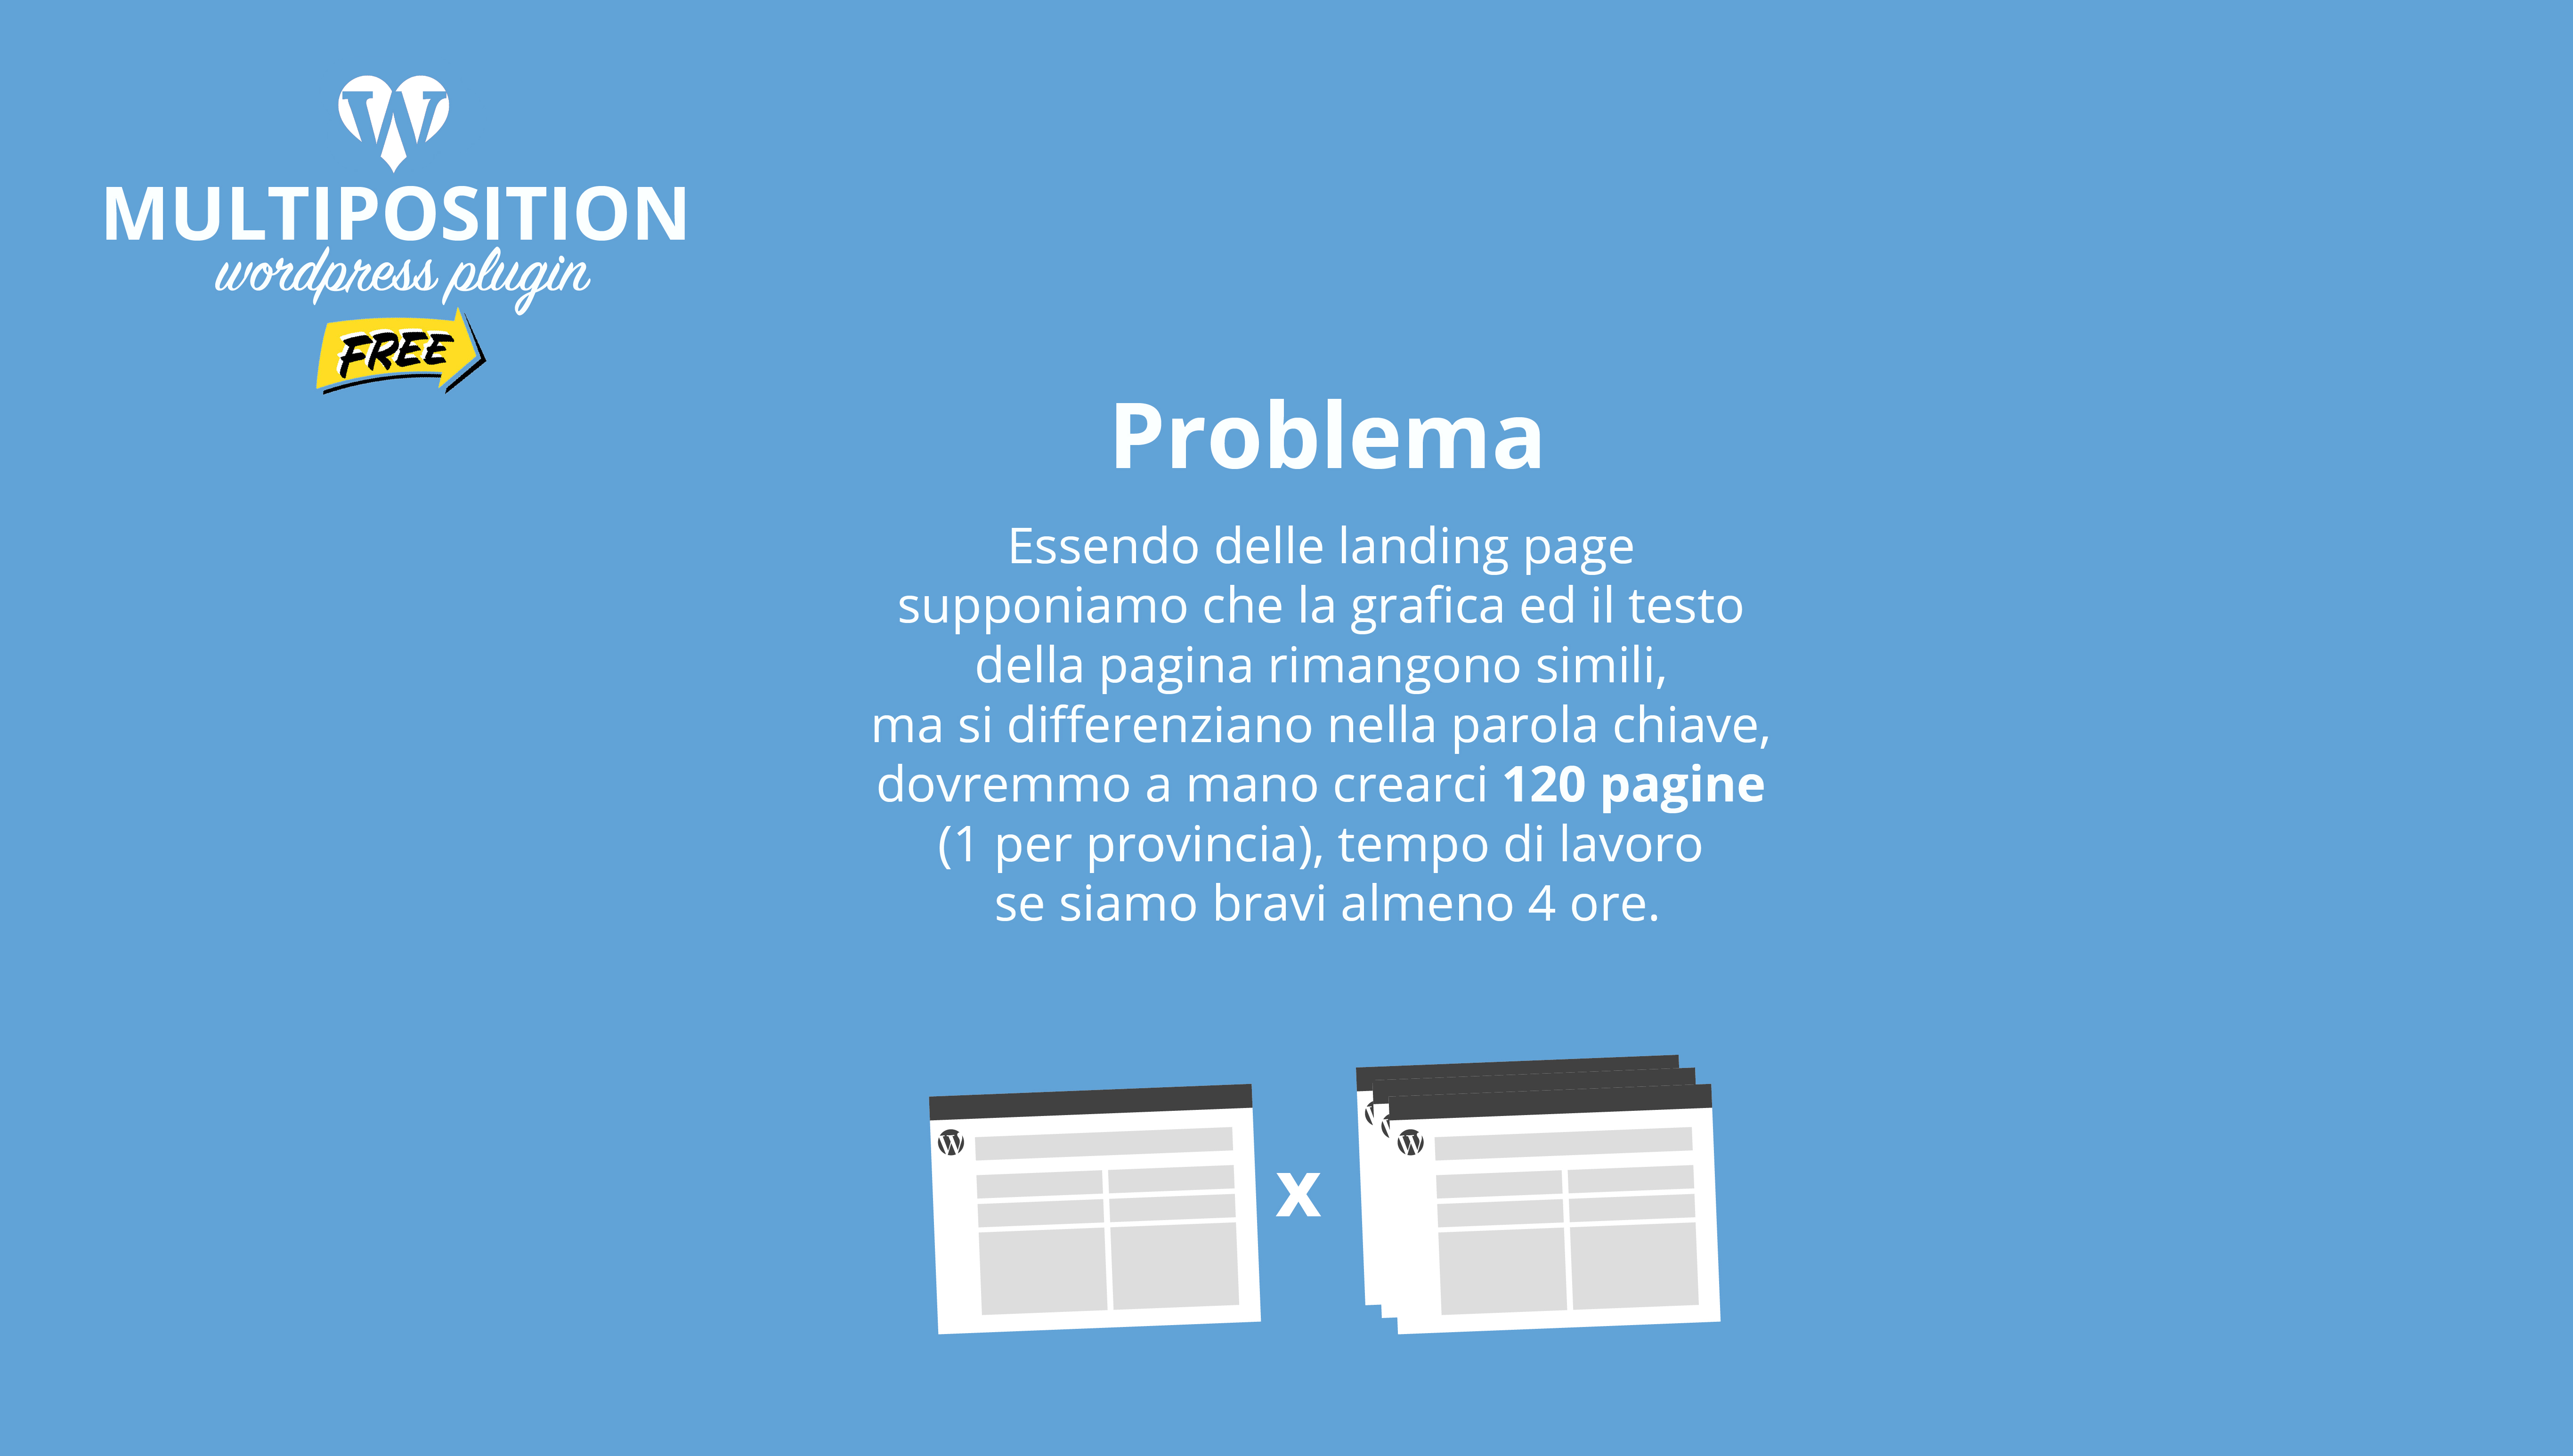 W
MULTIPOSITION
wordpress plugin
FREE
Problema
Essendo delle landing page
supponiamo che la grafica ed il testo
della pagina rimangono simili,
ma si differenziano nella parola chiave,
dovremmo a mano crearci 120 pagine
(1 per provincia), tempo di lavoro
se siamo bravi almeno 4 ore.
x